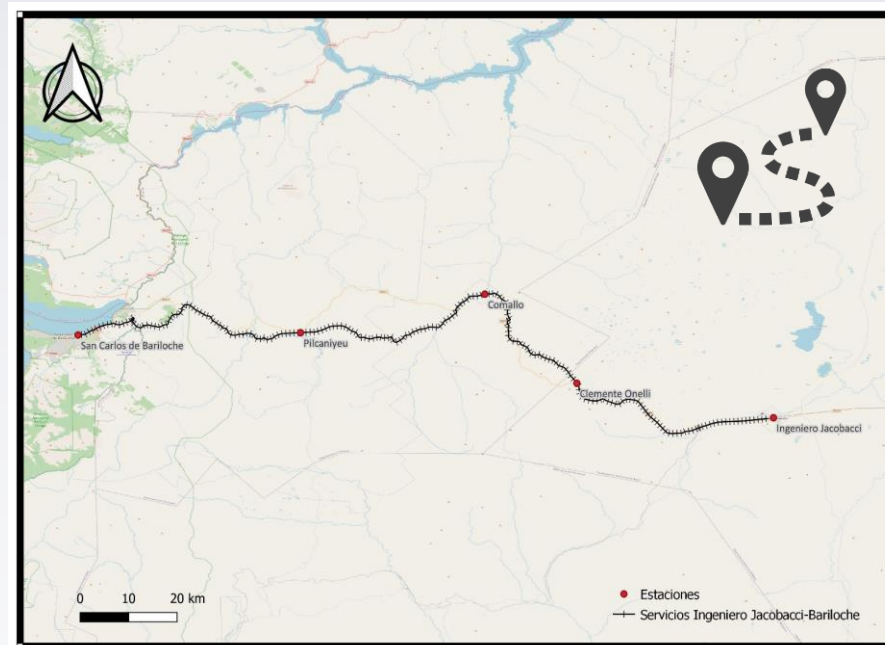 Comallo
San Carlos de Bariloche
Pilcaniyeu
Clemente Onelli
Ingeniero Jacobacci
0 10 20 km
Estaciones
Servicios Ingeniero Jacobacci-Bariloche